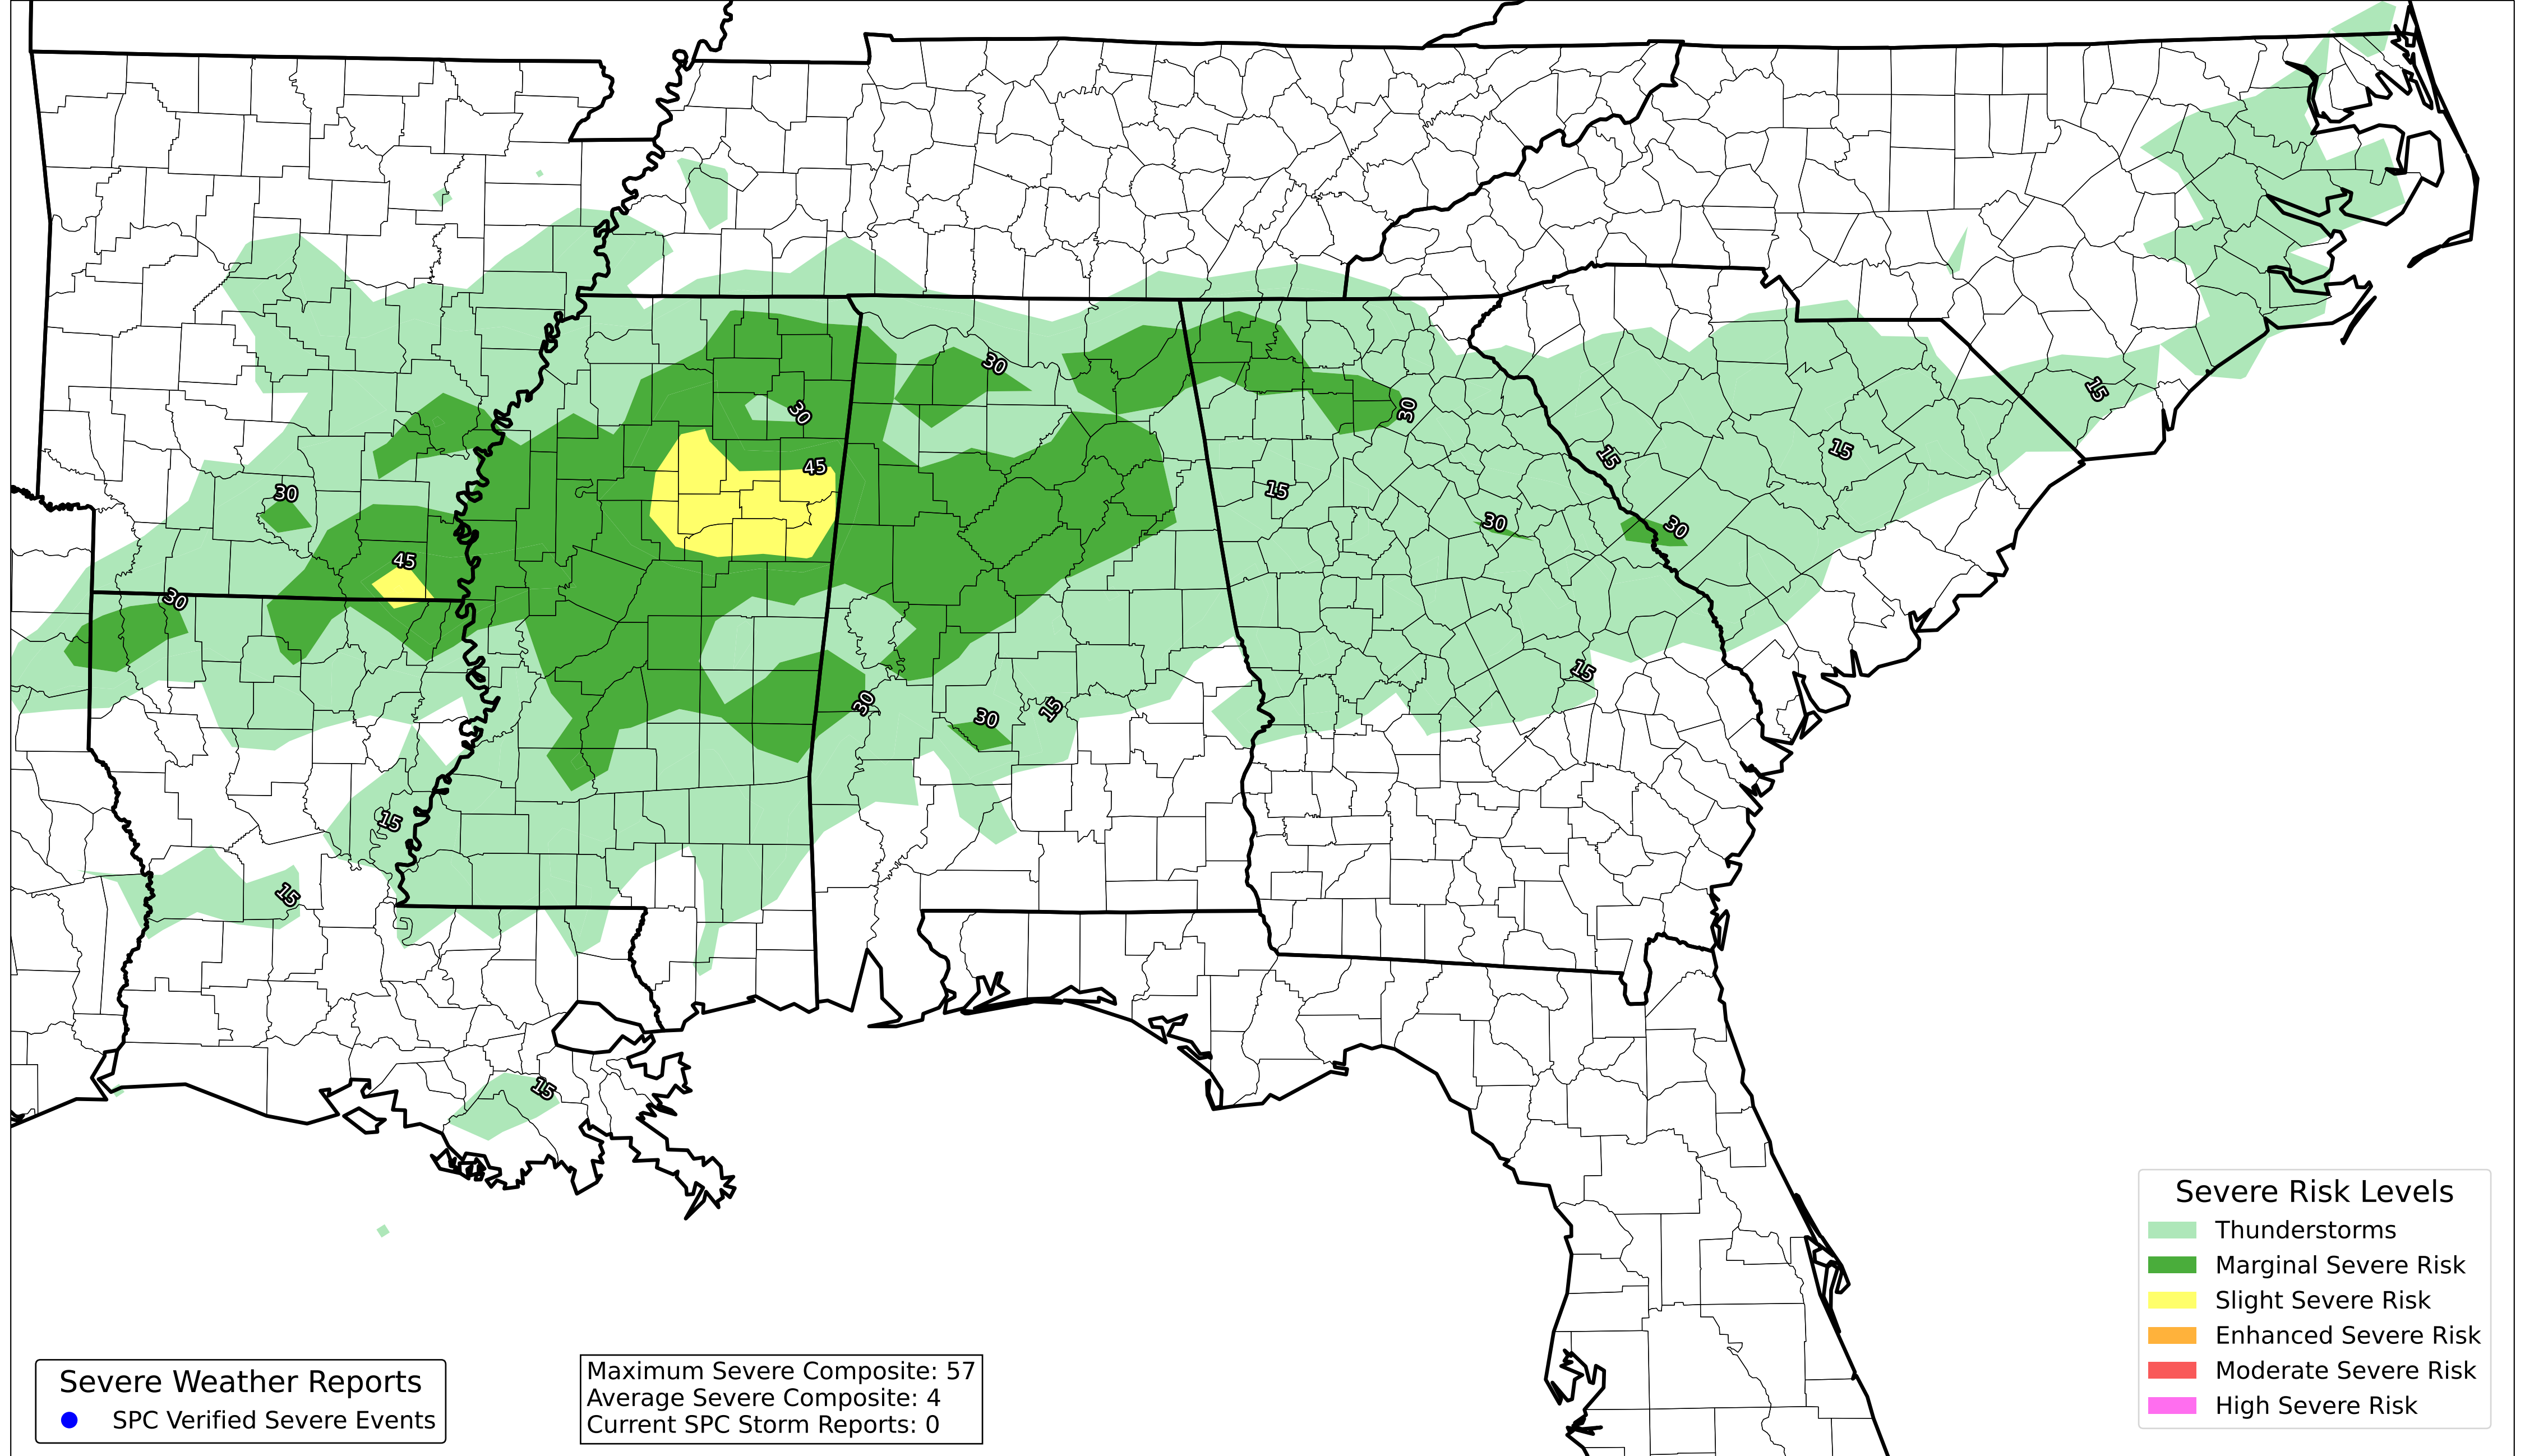 30
30
30
15
45
15
15
15
30
30
30
45
30
15
30
15
30
15
15
15
Severe Risk Levels
Thunderstorms
Marginal Severe Risk
Slight Severe Risk
Enhanced Severe Risk
Moderate Severe Risk
High Severe Risk
Severe Weather Reports
SPC Verified Severe Events
Maximum Severe Composite: 57
Average Severe Composite: 4
Current SPC Storm Reports: 0